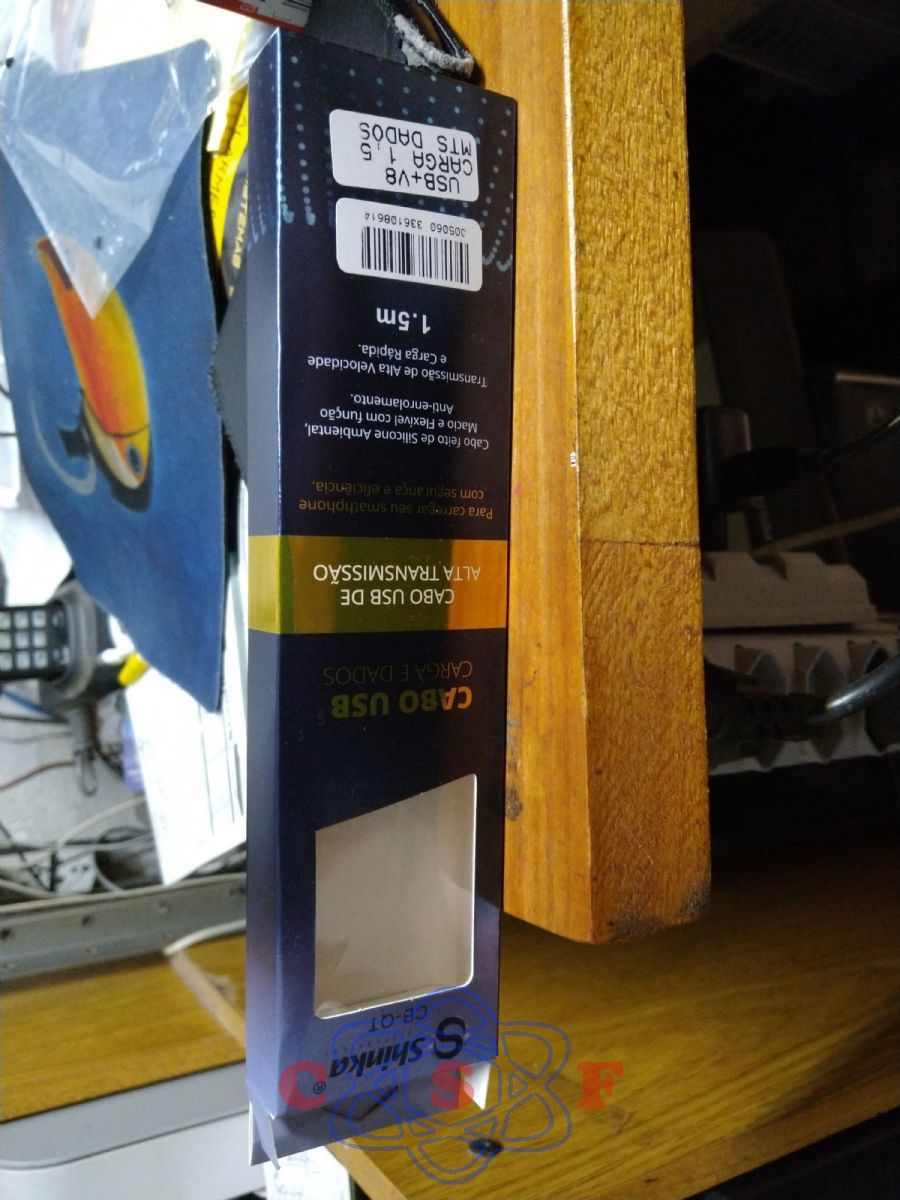 Shinka®
CB-QT
CABO USB
CARGA E DADOS
CABO USB DE
ALTA TRANSMISSÃO
Para carregar seu smathphone
com segurança e eficiência.
Cabo feito de Silicone Ambiental,
Macio e Flexível com função
Anti-enrolamento.
Transmissão de Alta Velocidade
e Carga Rápida.
1.5m
005060 336108614
USB+V8
CARGA 1,5
MTS DADOS
C S F